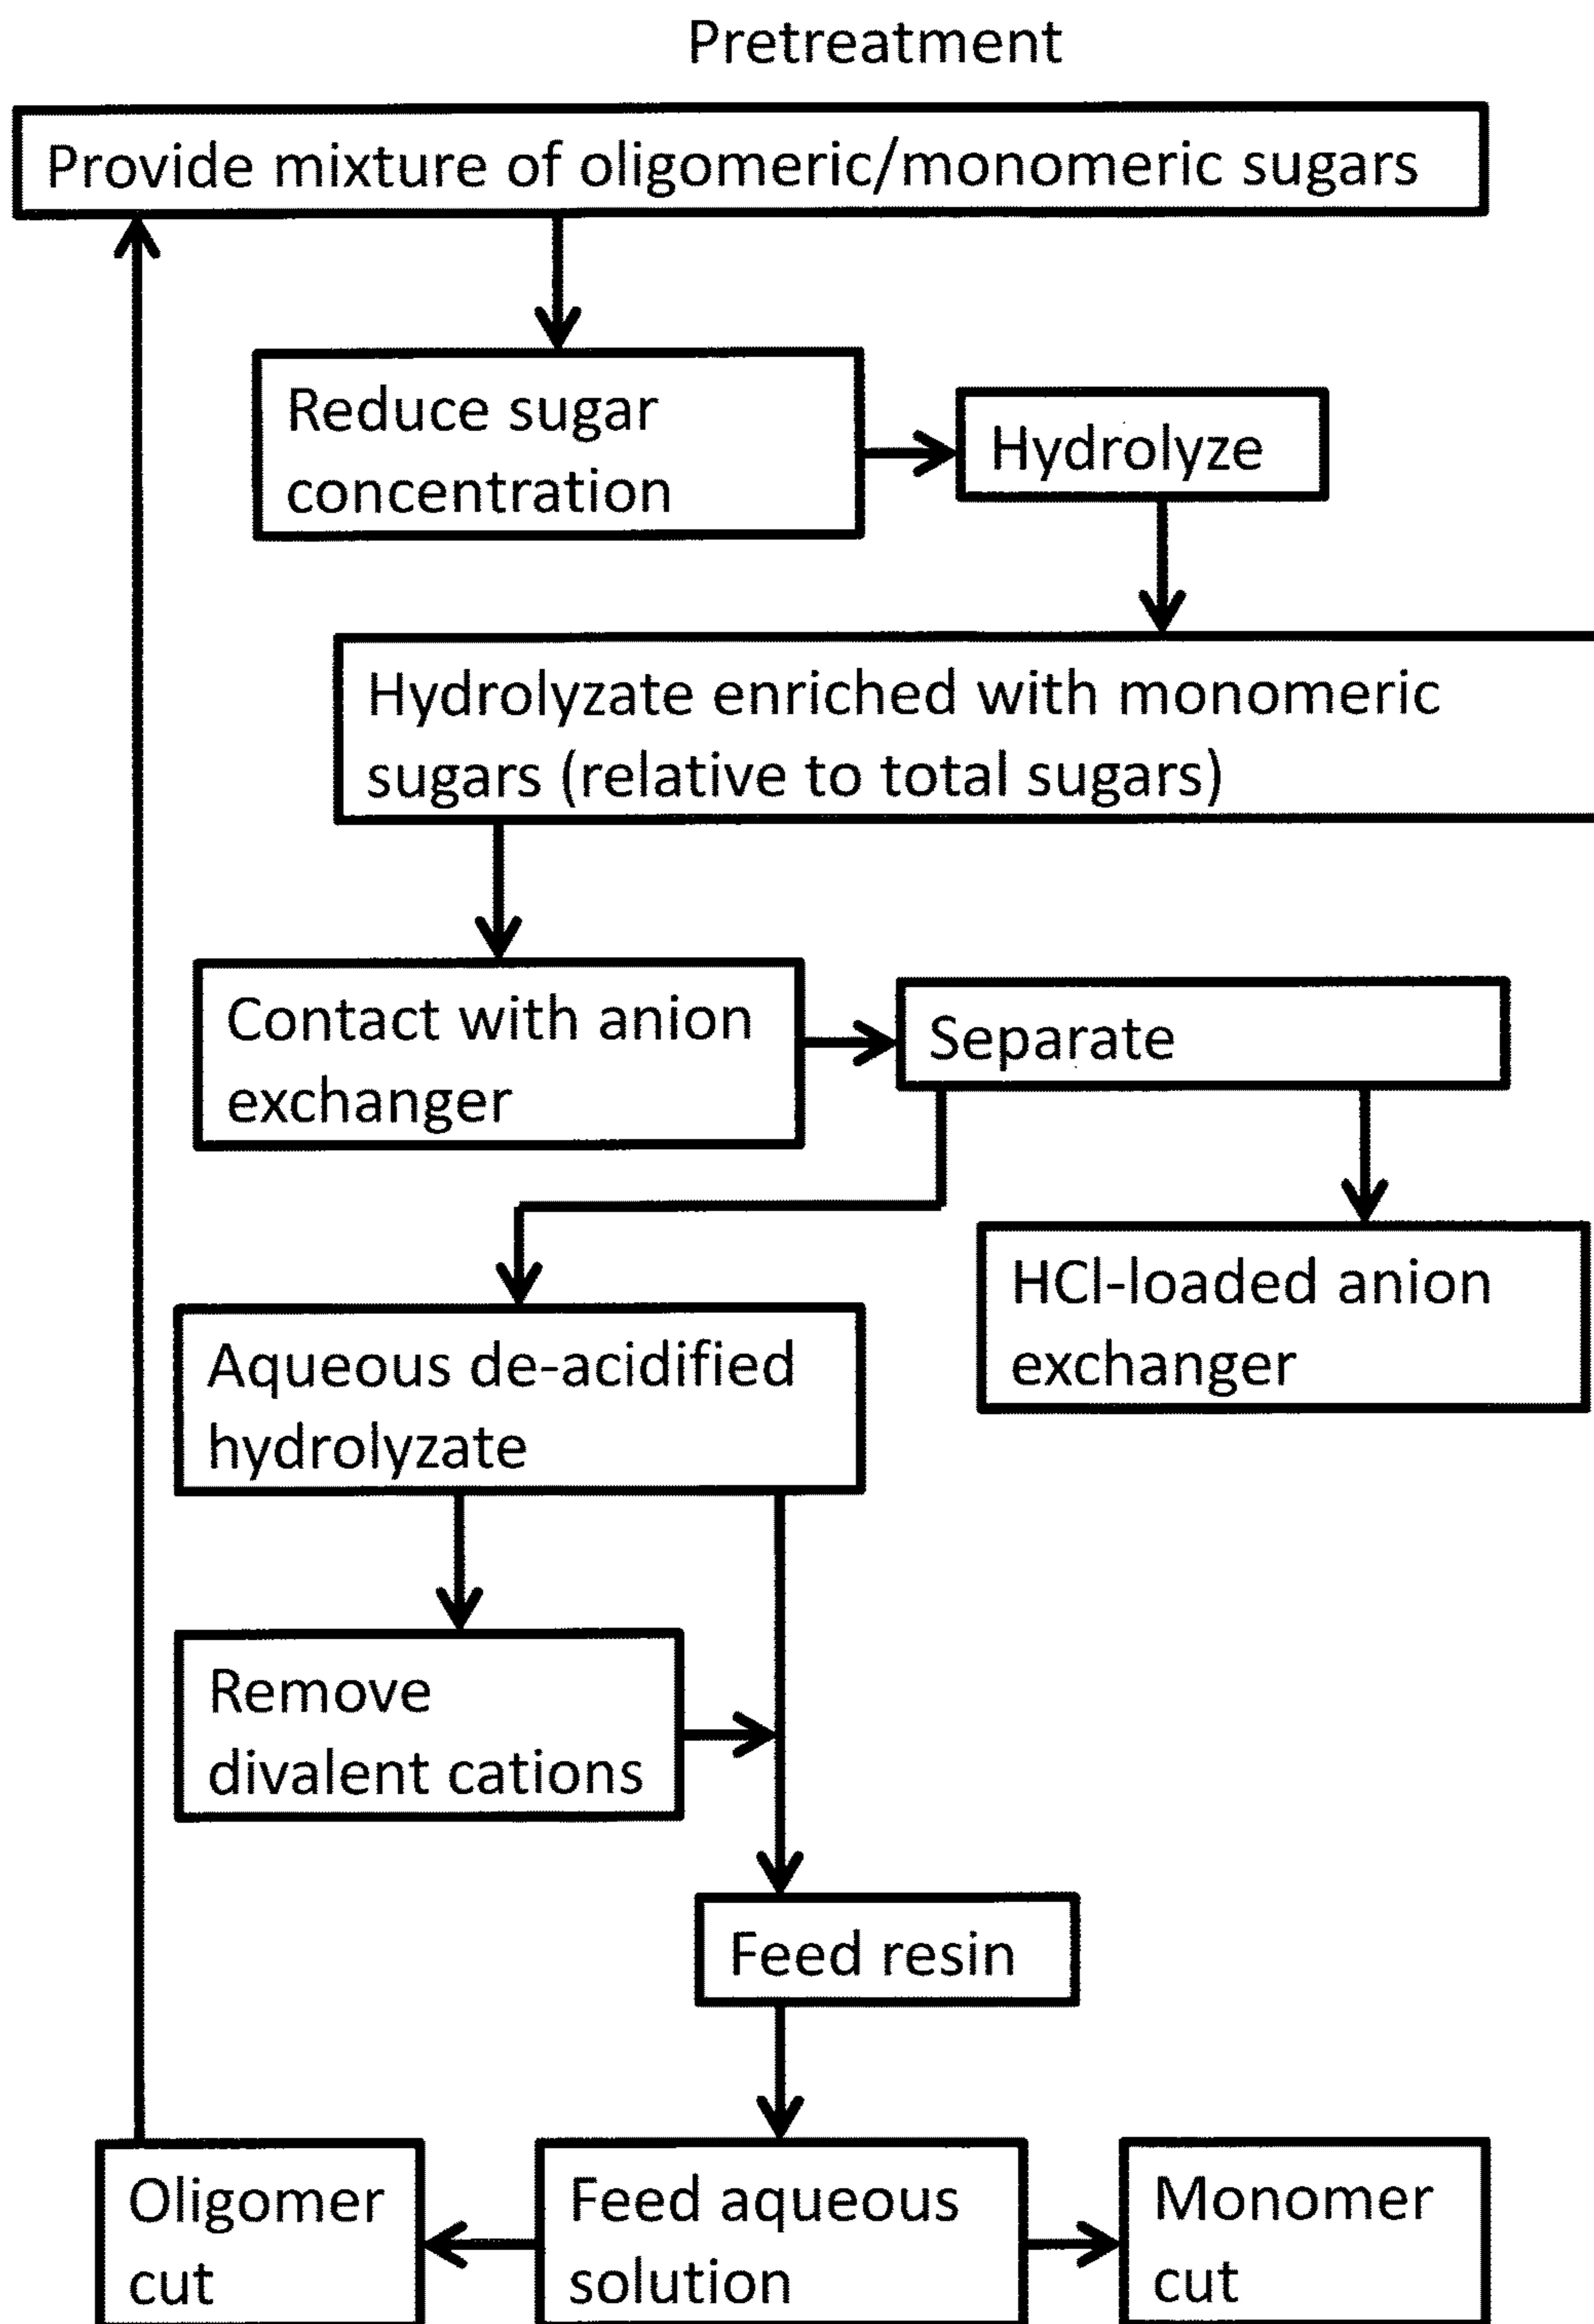 Pretreatment
Provide mixture of oligomeric/monomeric sugars
Reduce sugar
concentration
Hydrolyze
Hydrolyzate enriched with monomeric
sugars (relative to total sugars)
Contact with anion
exchanger
Separate
HCl-loaded anion
exchanger
Aqueous de-acidified
hydrolyzate
Remove
divalent cations
Feed resin
Oligomer
cut
Feed aqueous
solution
Monomer
cut